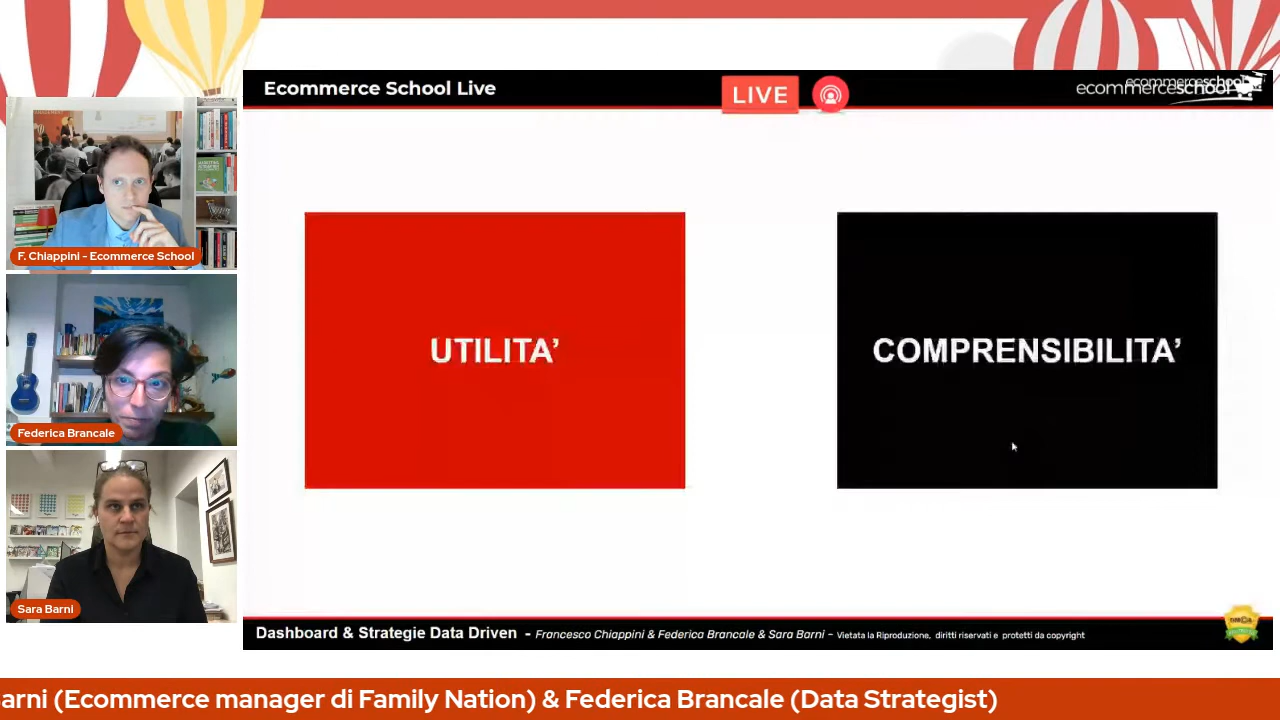 Ecommerce School Live
LIVE
ecommerceschool
ecommerceschool
F. Chiappini - Ecommerce School
Federica Brancale
Sara Barni
UTILITA’
COMPRENSIBILITA’
Dashboard & Strategie Data Driven - Francesco Chiappini & Federica Brancale & Sara Barni – Vietata la Riproduzione, diritti riservati e protetti da copyright
arni (Ecommerce manager di Family Nation) & Federica Brancale (Data Strategist)